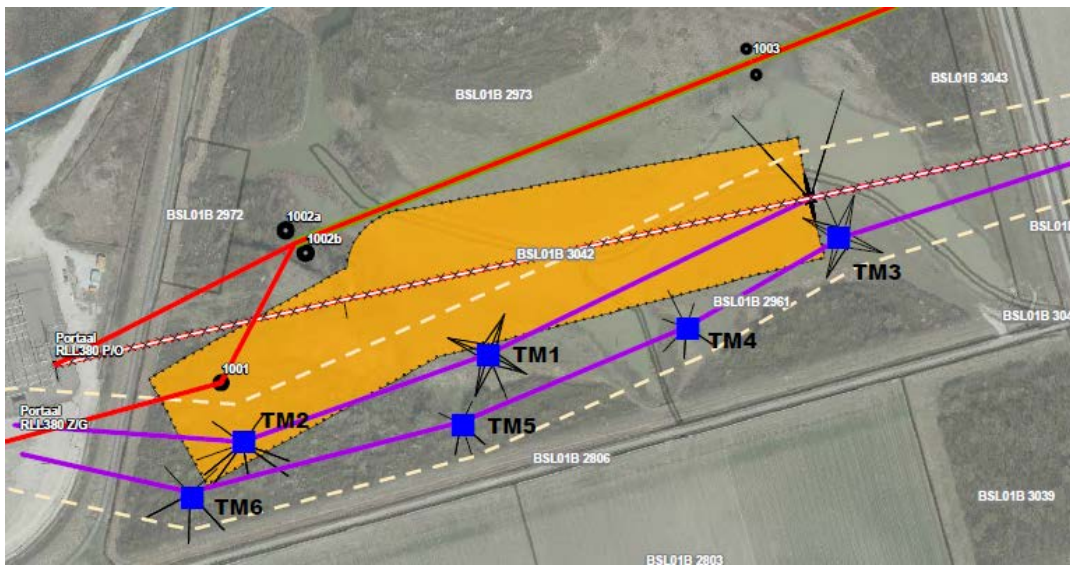 1003
BSL01B 3043
BSL01B 2973
BSL01B 2972
1002a
1002b
BSL01B 3042
TM3
BSL01B 2961
TM4
Portaal
RLL380 P/O
TM1
1001
Portaal
RLL380 Z/G
TM2
TM5
BSL01B 2806
TM6
BSL01B 3039
BSL01B 2803